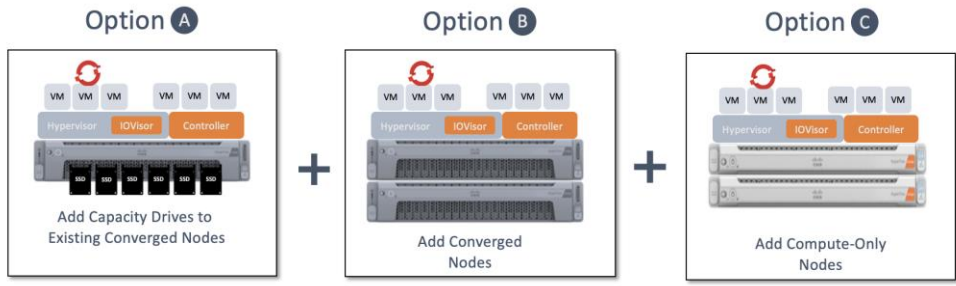 Option A
VM VM VM VM VM VM
Hypervisor IOVisor Controller
SSD SSD SSD SSD SSD SSD
Add Capacity Drives to
Existing Converged Nodes
+
Option B
VM VM VM VM VM VM
Hypervisor IOVisor Controller
Add Converged
Nodes
+
Option C
VM VM VM VM VM VM
Hypervisor IOVisor Controller
Add Compute-Only
Nodes